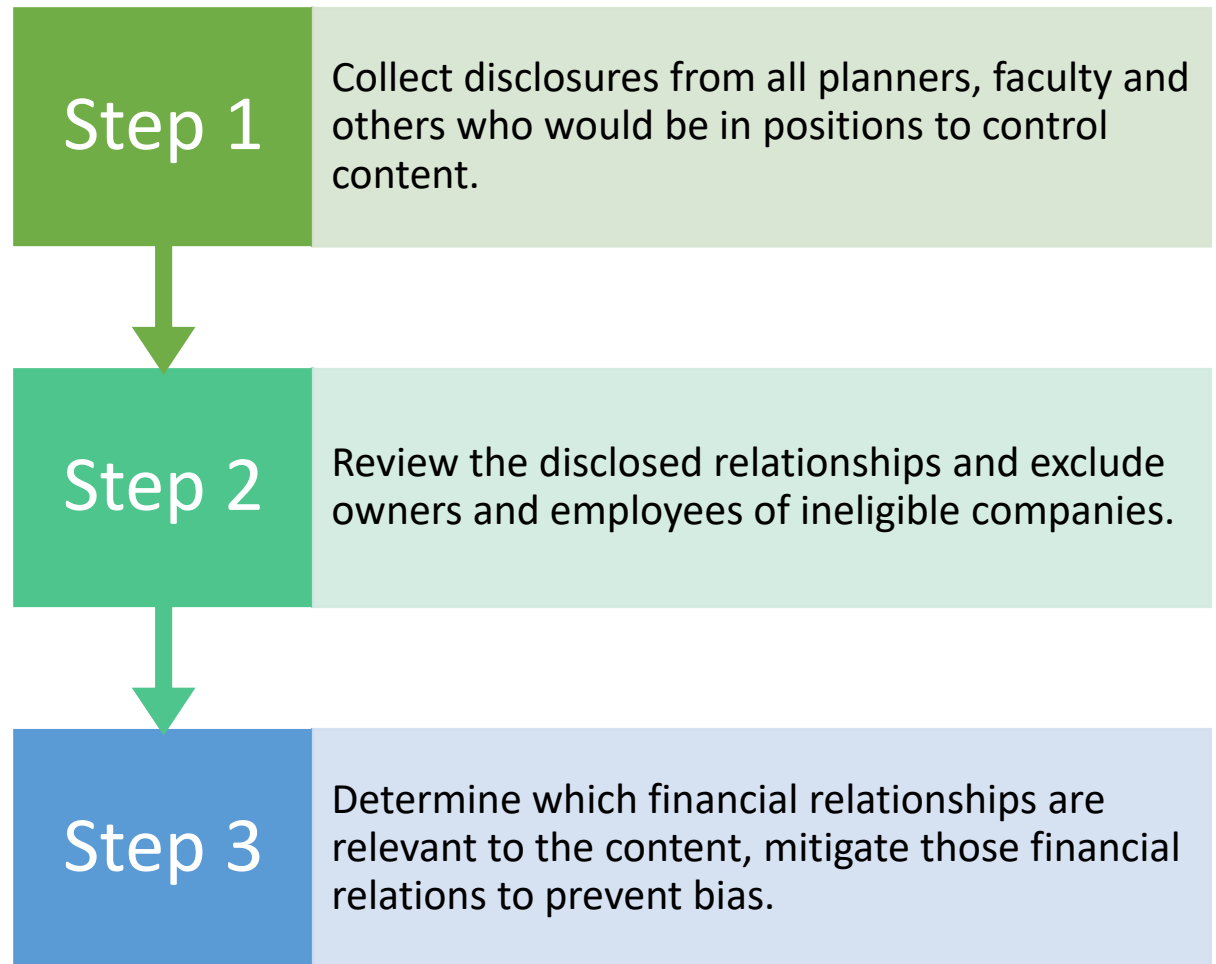 Step 1
Collect disclosures from all planners, faculty and
others who would be in positions to control
content.
Step 2
Review the disclosed relationships and exclude
owners and employees of ineligible companies.
Step 3
Determine which financial relationships are
relevant to the content, mitigate those financial
relations to prevent bias.